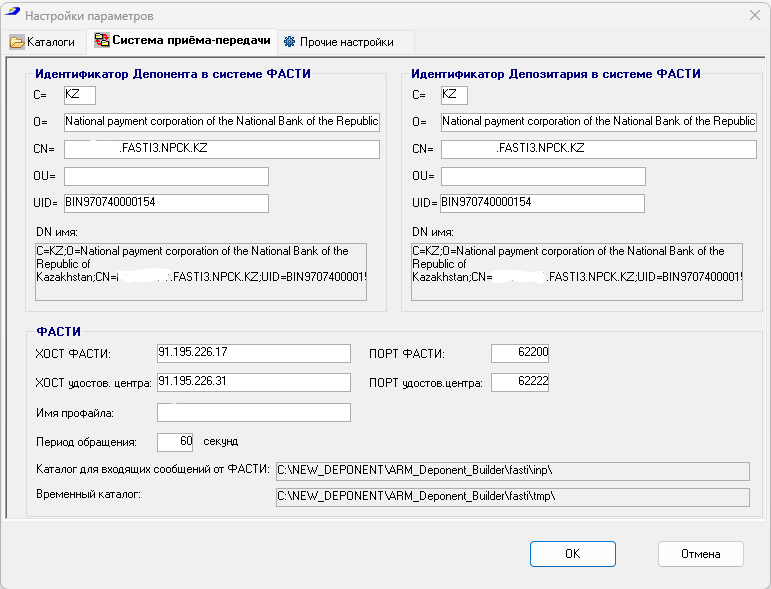 Настройки параметров
Каталоги
Система приёма-передачи
Прочие настройки
Идентификатор Депонента в системе ФАСТИ
C= KZ
O= National payment corporation of the National Bank of the Republic
CN= .FASTI3.NPCK.KZ
OU=
UID= BIN970740000154
DN имя:
C=KZ;O=National payment corporation of the National Bank of the
Republic of
Kazakhstan;CN= .FASTI3.NPCK.KZ;UID=BIN97074000015
Идентификатор Депозитария в системе ФАСТИ
C= KZ
O= National payment corporation of the National Bank of the Republic
CN= .FASTI3.NPCK.KZ
OU=
UID= BIN970740000154
DN имя:
C=KZ;O=National payment corporation of the National Bank of the
Republic of
Kazakhstan;CN= .FASTI3.NPCK.KZ;UID=BIN9707400001
ФАСТИ
ХОСТ ФАСТИ: 91.195.226.17 ПОРТ ФАСТИ: 62200
ХОСТ удостов. центра: 91.195.226.31 ПОРТ удостов.центра: 62222
Имя профайла:
Период обращения: 60 секунд
Каталог для входящих сообщений от ФАСТИ: C:\NEW_DEPONENT\ARM_Deponent_Builder\fasti\inp\
Временный каталог: C:\NEW_DEPONENT\ARM_Deponent_Builder\fasti\tmp\
OK
Отмена